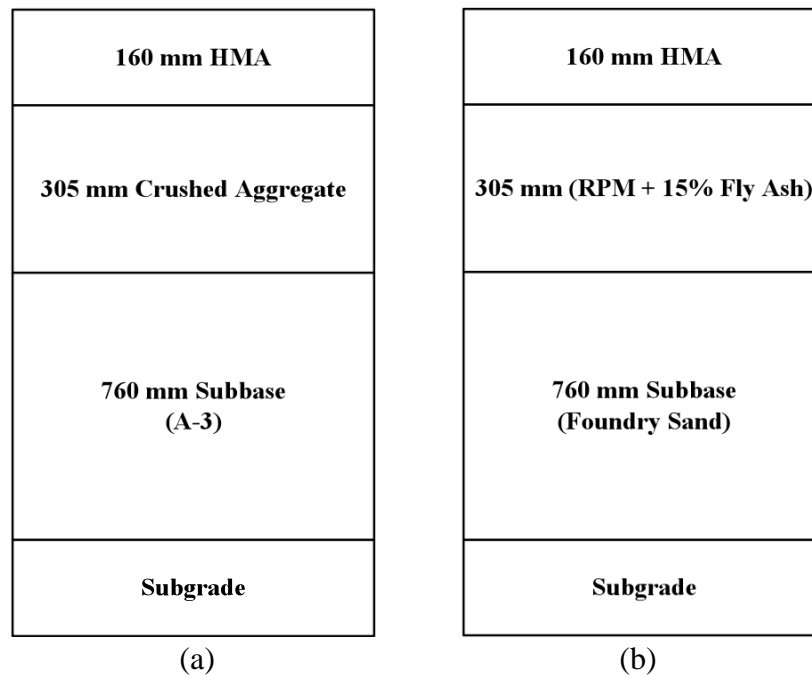 160 mm HMA
305 mm Crushed Aggregate
760 mm Subbase
(A-3)
Subgrade
(a)
160 mm HMA
305 mm (RPM + 15% Fly Ash)
760 mm Subbase
(Foundry Sand)
Subgrade
(b)